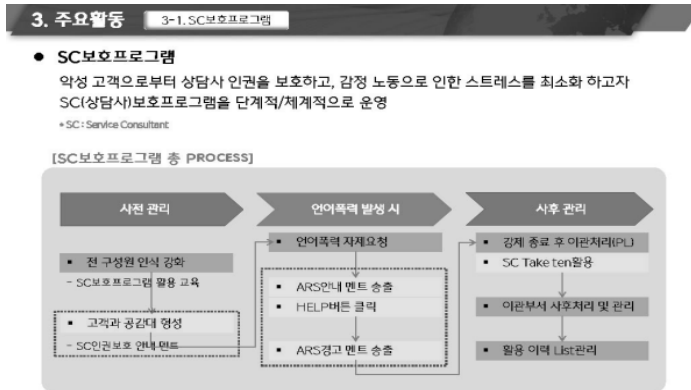 3. 주요활동
3-1. SC보호프로그램
● SC보호프로그램
악성 고객으로부터 상담사 인권을 보호하고, 감정 노동으로 인한 스트레스를 최소화 하고자
SC(상담사)보호프로그램을 단계적/체계적으로 운영
* SC : Service Consultant
[SC보호프로그램 총 PROCESS]
사전 관리
▪ 전 구성원 인식 강화
- SC보호프로그램 활용 교육
▪ 고객과 공감대 형성
- SC인권보호 안내 멘트
언어폭력 발생 시
▪ 언어폭력 자제요청
▪ ARS안내 멘트 송출
▪ HELP버튼 클릭
▪ ARS경고 멘트 송출
사후 관리
▪ 강제 종료 후 이관처리(PL)
▪ SC Take ten활용
▪ 이관부서 사후처리 및 관리
▪ 활용 이력 List관리